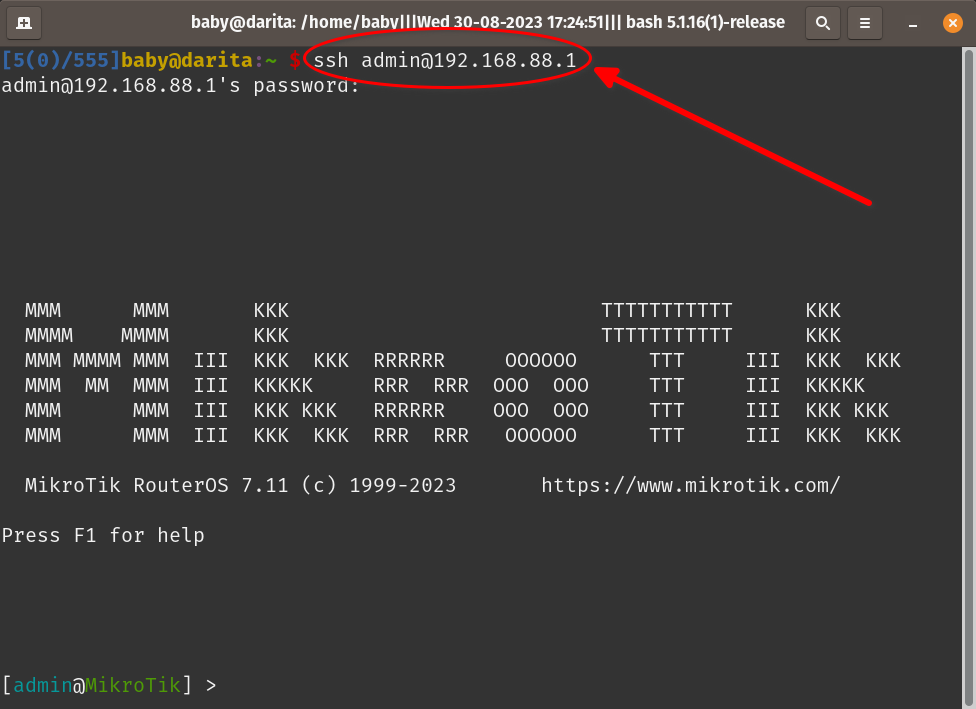 baby@darita: /home/baby|||Wed 30-08-2023 17:24:51||| bash 5.1.16(1)-release
[5(0)/555]baby@darita:~ $ ssh admin@192.168.88.1
admin@192.168.88.1's password:
  MMM      MMM       KKK                          TTTTTTTTTTT      KKK
  MMMM    MMMM       KKK                          TTTTTTTTTTT      KKK
  MMM MMMM MMM  III  KKK  KKK  RRRRRR     OOOOOO      TTT     III  KKK  KKK
  MMM  MM  MMM  III  KKKKK     RRR  RRR  OOO  OOO     TTT     III  KKKKK
  MMM      MMM  III  KKK KKK   RRRRRR    OOO  OOO     TTT     III  KKK KKK
  MMM      MMM  III  KKK  KKK  RRR  RRR   OOOOOO      TTT     III  KKK  KKK
  MikroTik RouterOS 7.11 (c) 1999-2023       https://www.mikrotik.com/
Press F1 for help
[admin@MikroTik] >